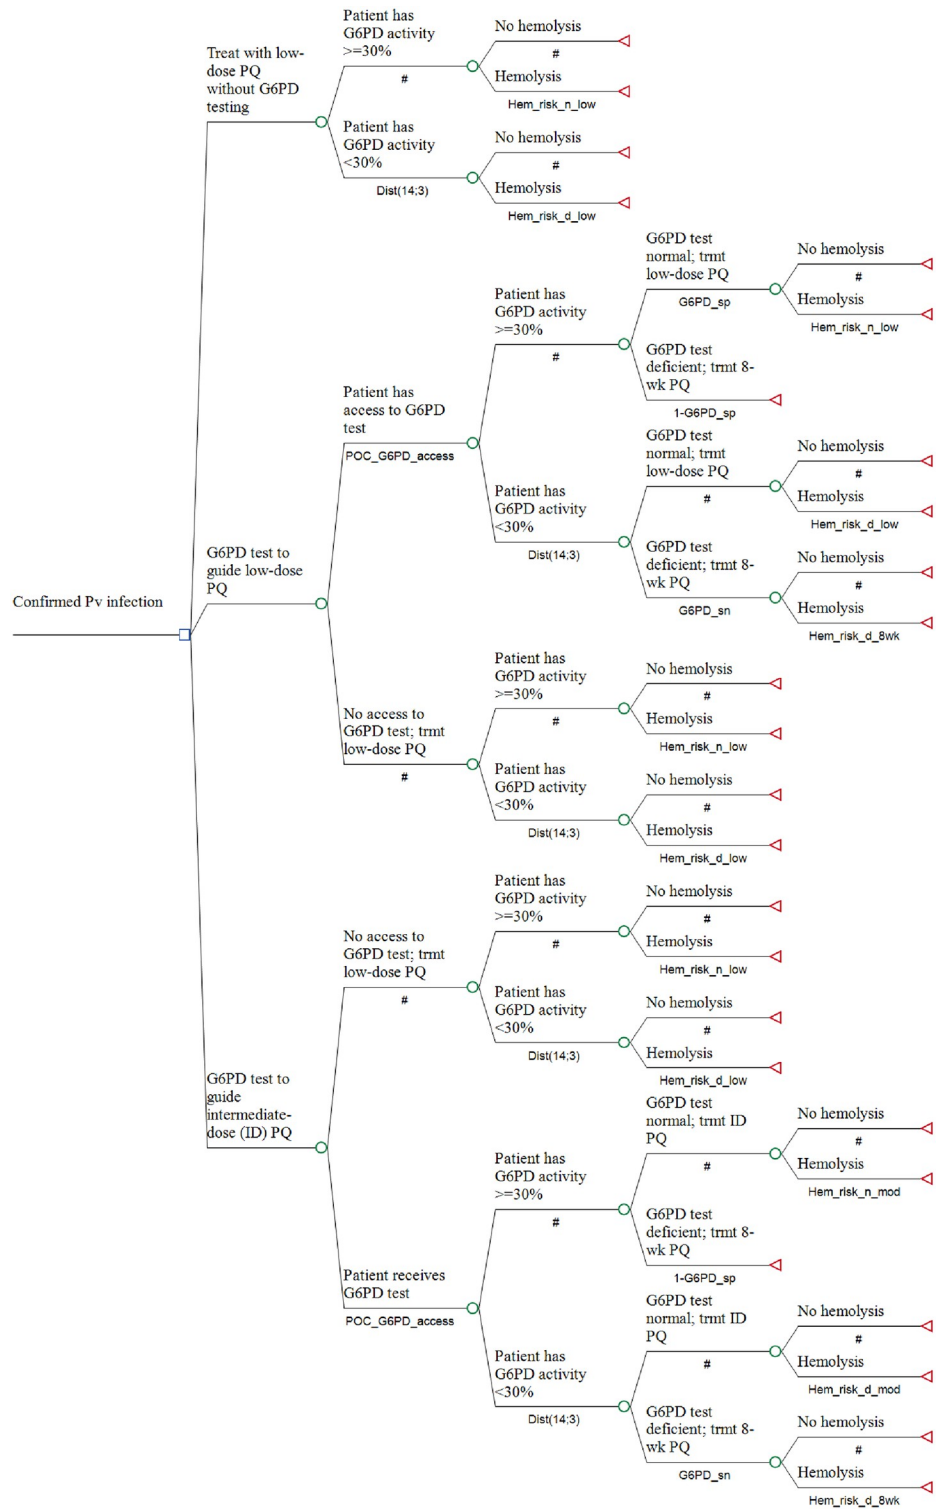 Confirmed Pv infection
Treat with low-
dose PQ
without G6PD
testing
Patient has
G6PD activity
>=30%
#
No hemolysis
#
Hemolysis
Hem_risk_n_low
Patient has
G6PD activity
<30%
Dist(14;3)
No hemolysis
#
Hemolysis
Hem_risk_d_low
G6PD test to
guide low-dose
PQ
Patient has
access to G6PD
test
POC_G6PD_access
Patient has
G6PD activity
>=30%
#
G6PD test
normal; trmt
low-dose PQ
G6PD_sp
No hemolysis
#
Hemolysis
Hem_risk_n_low
G6PD test
deficient; trmt 8-
wk PQ
1-G6PD_sp
Patient has
G6PD activity
<30%
Dist(14;3)
G6PD test
normal; trmt
low-dose PQ
#
No hemolysis
#
Hemolysis
Hem_risk_d_low
G6PD test
deficient; trmt 8-
wk PQ
G6PD_sn
No hemolysis
#
Hemolysis
Hem_risk_d_8wk
No access to
G6PD test; trmt
low-dose PQ
#
Patient has
G6PD activity
>=30%
#
No hemolysis
#
Hemolysis
Hem_risk_n_low
Patient has
G6PD activity
<30%
Dist(14;3)
No hemolysis
#
Hemolysis
Hem_risk_d_low
G6PD test to
guide
intermediate-
dose (ID) PQ
No access to
G6PD test; trmt
low-dose PQ
#
Patient has
G6PD activity
>=30%
#
No hemolysis
#
Hemolysis
Hem_risk_n_low
Patient has
G6PD activity
<30%
Dist(14;3)
No hemolysis
#
Hemolysis
Hem_risk_d_low
Patient receives
G6PD test
POC_G6PD_access
Patient has
G6PD activity
>=30%
#
G6PD test
normal; trmt ID
PQ
#
No hemolysis
#
Hemolysis
Hem_risk_n_mod
G6PD test
deficient; trmt 8-
wk PQ
1-G6PD_sp
Patient has
G6PD activity
<30%
Dist(14;3)
G6PD test
normal; trmt ID
PQ
#
No hemolysis
#
Hemolysis
Hem_risk_d_mod
G6PD test
deficient; trmt 8-
wk PQ
G6PD_sn
No hemolysis
#
Hemolysis
Hem_risk_d_8wk